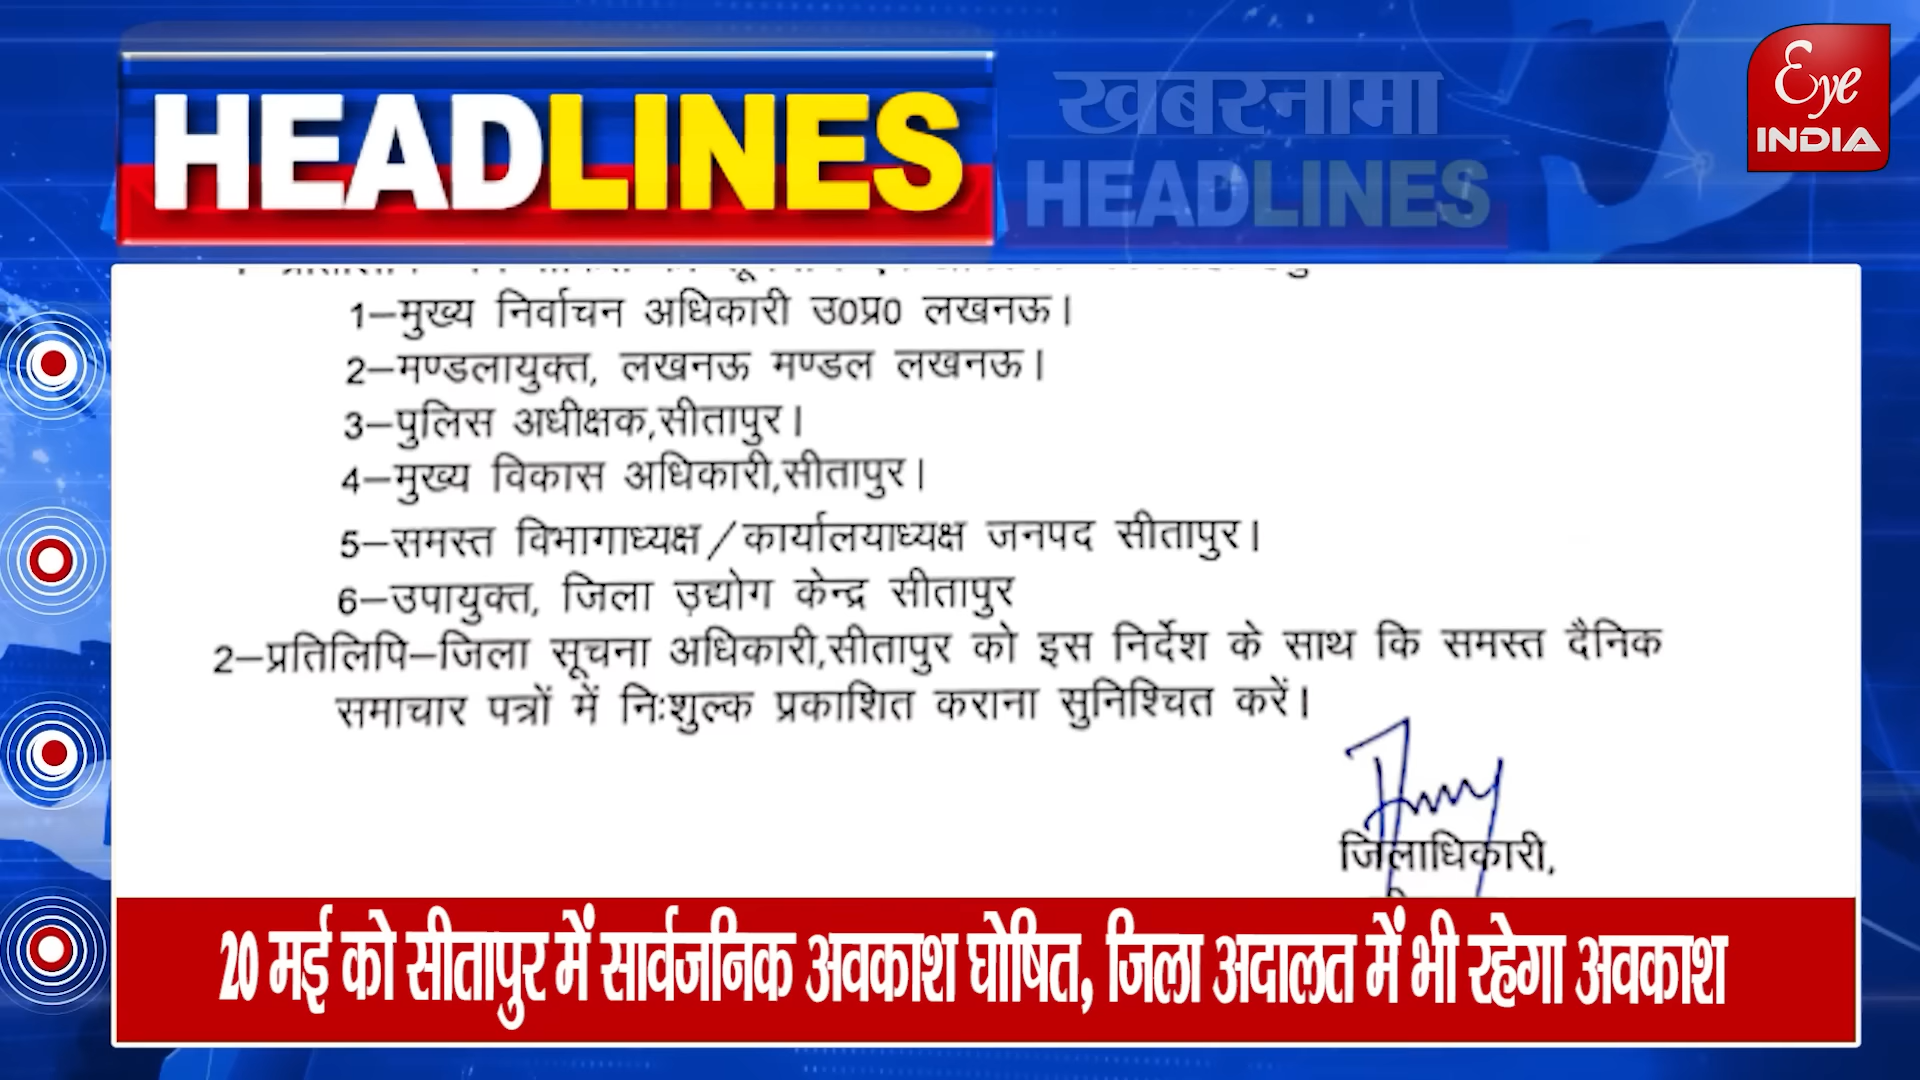 HEADLINES
खबरनामा
HEADLINES
Eye
INDIA
1–मुख्य निर्वाचन अधिकारी उ0प्र0 लखनऊ।
2–मण्डलायुक्त, लखनऊ मण्डल लखनऊ।
3–पुलिस अधीक्षक,सीतापुर।
4–मुख्य विकास अधिकारी,सीतापुर।
5–समस्त विभागाध्यक्ष/कार्यालयाध्यक्ष जनपद सीतापुर।
6–उपायुक्त, जिला उ़द्योग केन्द्र सीतापुर
2–प्रतिलिपि–जिला सूचना अधिकारी,सीतापुर को इस निर्देश के साथ कि समस्त दैनिक
समाचार पत्रों में निःशुल्क प्रकाशित कराना सुनिश्चित करें।
जिलाधिकारी,
20 मई को सीतापुर में सार्वजनिक अवकाश घोषित, जिला अदालत में भी रहेगा अवकाश